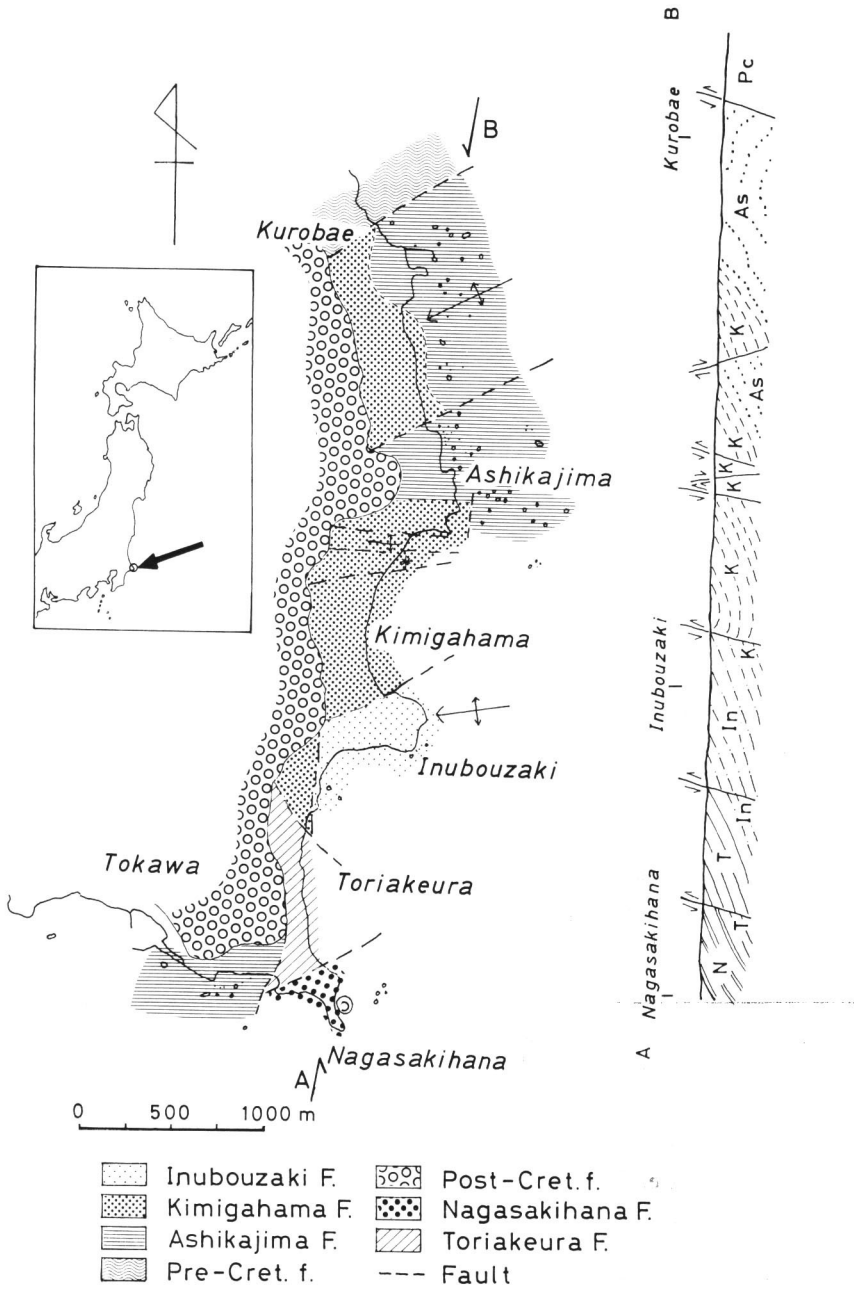 B
Kurobae
Ashikajima
Kimigahama
Inubouzaki
Tokawa
Toriakeura
Nagasakihana
A
0 500 1000 m
Inubouzaki F.
Kimigahama F.
Ashikajima F.
Pre-Cret. f.
Post-Cret. f.
Nagasakihana F.
Toriakeura F.
Fault
A
B
Nagasakihana
Inubouzaki
Kurobae
N
T
T
In
In
K
K
K
K
K
As
K
As
Pc